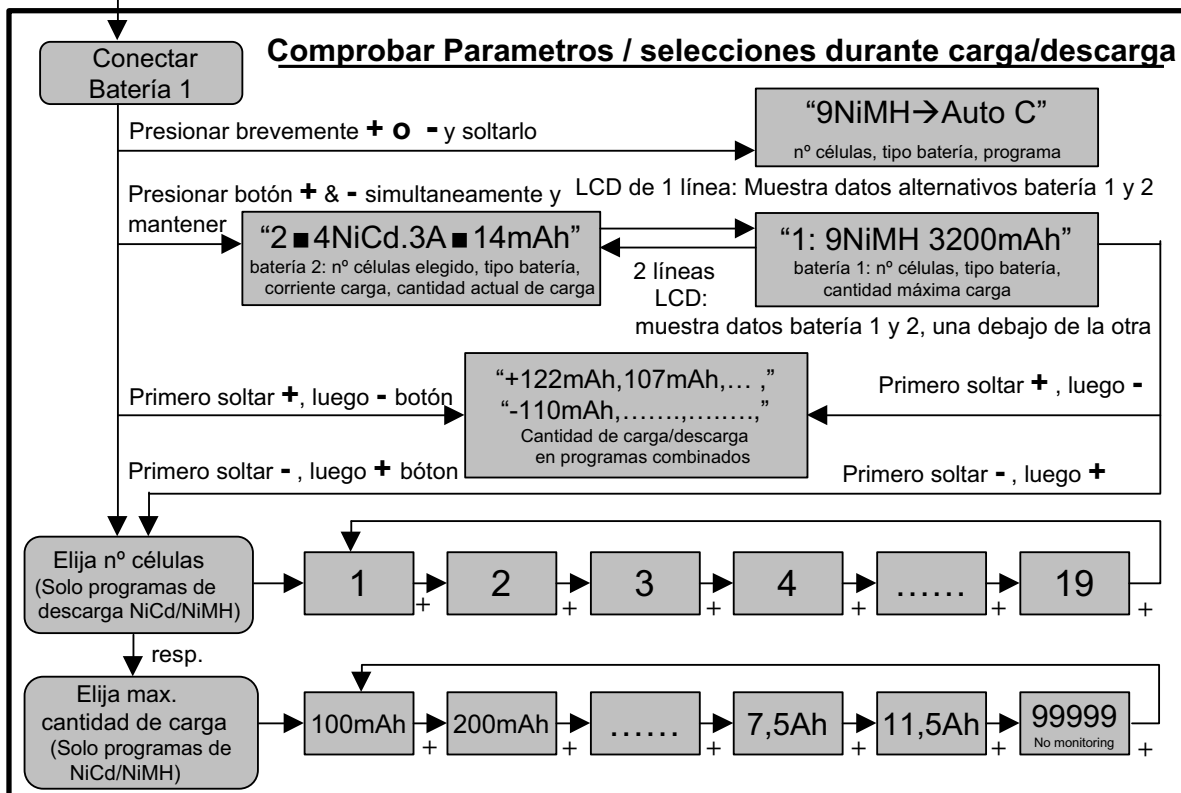 Comprobar Parametros / selecciones durante carga/descarga
Conectar
Batería 1
Presionar brevemente + o - y soltarlo
“9NiMH→Auto C”
nº células, tipo batería, programa
Presionar botón + & - simultaneamente y
mantener
LCD de 1 línea: Muestra datos alternativos batería 1 y 2
“2 ■ 4NiCd.3A ■ 14mAh”
batería 2: nº células elegido, tipo batería,
corriente carga, cantidad actual de carga
“1: 9NiMH 3200mAh”
batería 1: nº células, tipo batería,
cantidad máxima carga
2 líneas
LCD:
muestra datos batería 1 y 2, una debajo de la otra
Primero soltar +, luego - botón
“+122mAh,107mAh,… ,”
“-110mAh,…….,….…,”
Cantidad de carga/descarga
en programas combinados
Primero soltar + , luego -
Primero soltar - , luego + bóton
Primero soltar - , luego +
Elija nº células
(Solo programas de
descarga NiCd/NiMH)
1 + 2 + 3 + 4 + …… + 19 +
resp.
Elija max.
cantidad de carga
(Solo programas de
NiCd/NiMH)
100mAh + 200mAh + …… + 7,5Ah + 11,5Ah + 99999 +
No monitoring